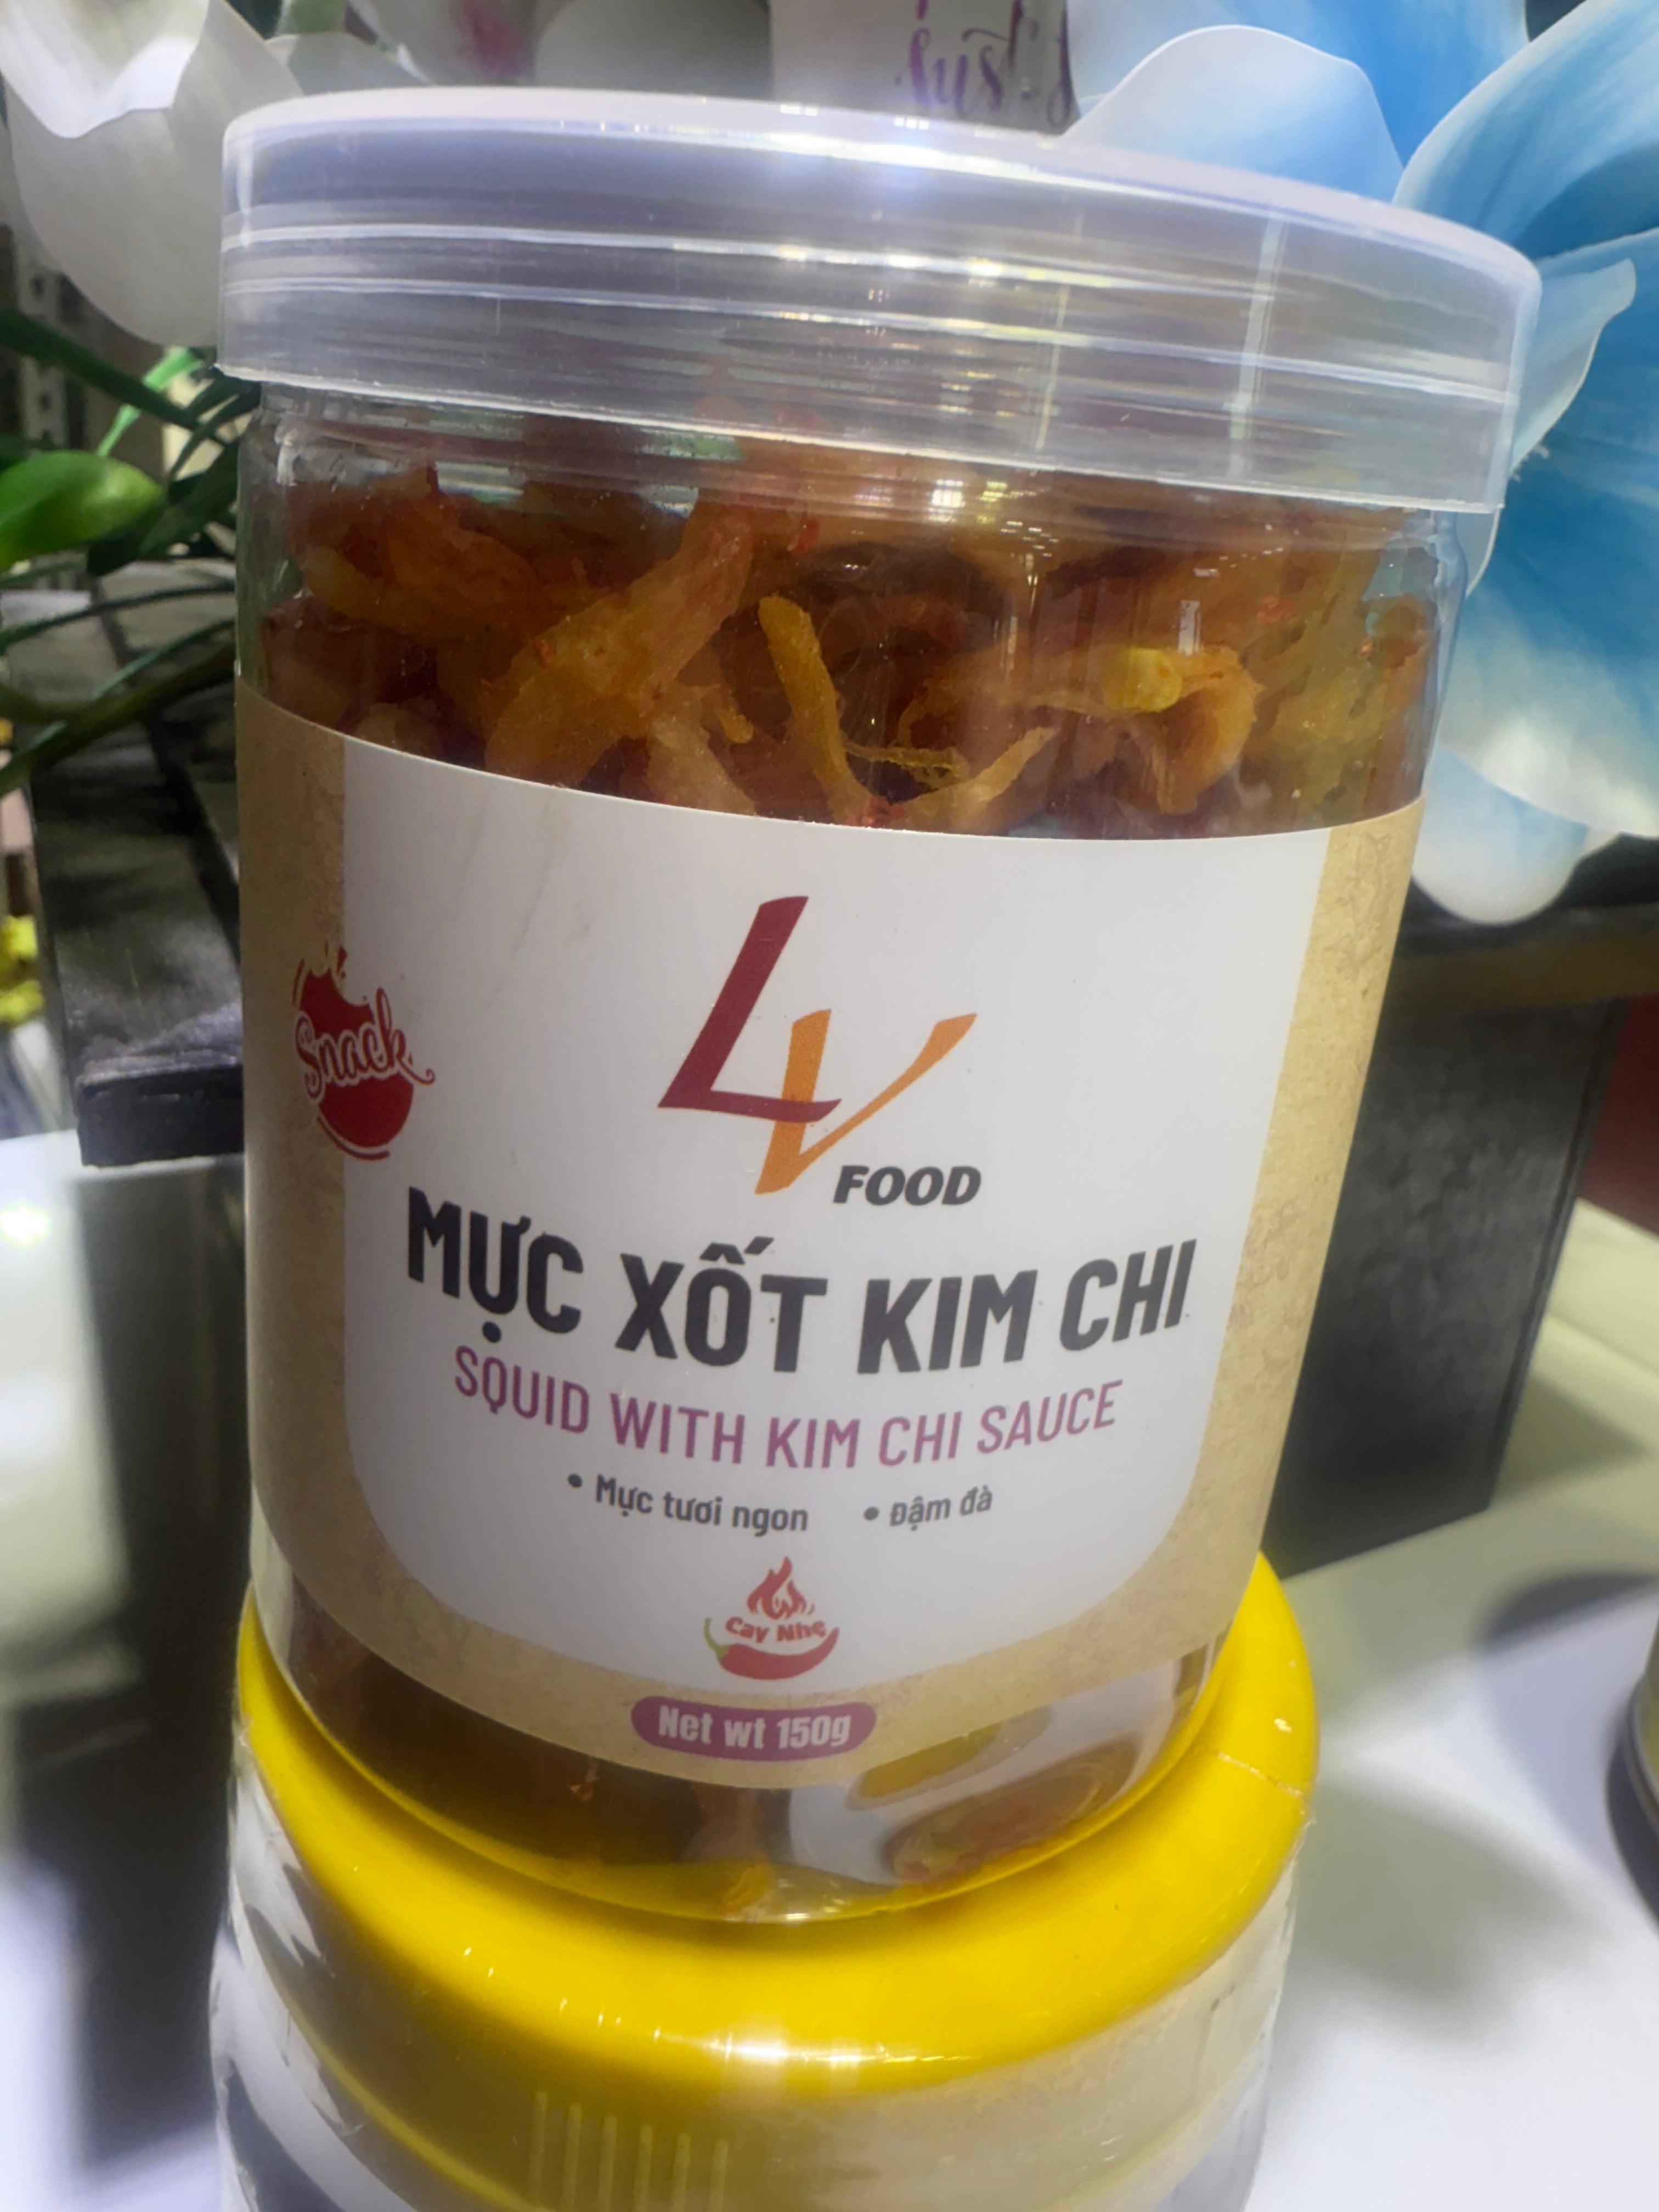 Snack
LV
FOOD
MỰC XỐT KIM CHI
SQUID WITH KIM CHI SAUCE
• Mực tươi ngon • Đậm đà
Cay Nhẹ
Net wt 150g